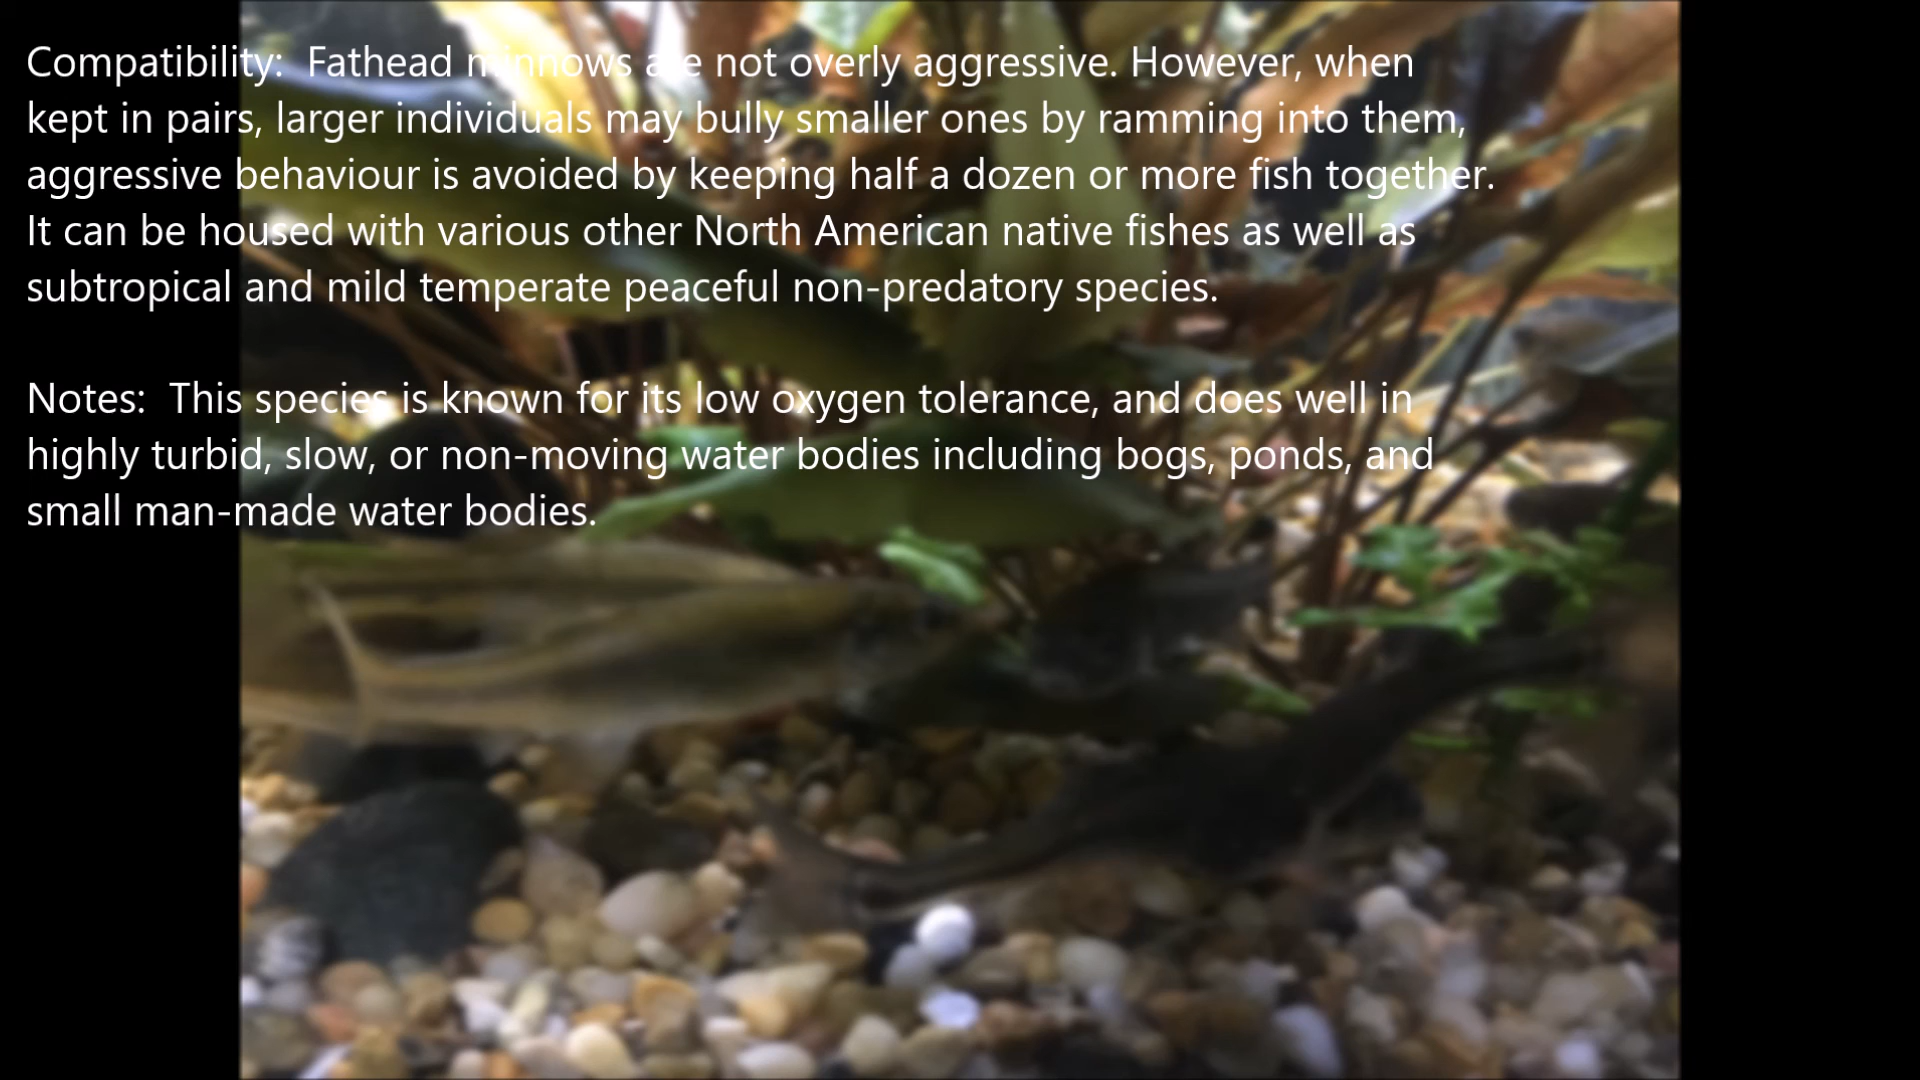 Compatibility:  Fathead minnows are not overly aggressive. However, when
kept in pairs, larger individuals may bully smaller ones by ramming into them,
aggressive behaviour is avoided by keeping half a dozen or more fish together.
It can be housed with various other North American native fishes as well as
subtropical and mild temperate peaceful non-predatory species.
Notes:  This species is known for its low oxygen tolerance, and does well in
highly turbid, slow, or non-moving water bodies including bogs, ponds, and
small man-made water bodies.